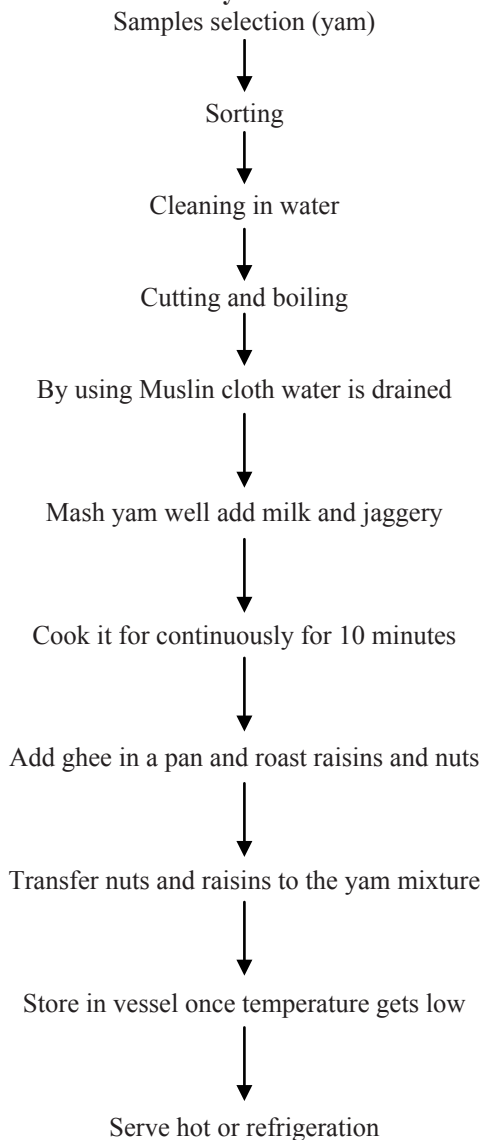 Samples selection (yam)
Sorting
Cleaning in water
Cutting and boiling
By using Muslin cloth water is drained
Mash yam well add milk and jaggery
Cook it for continuously for 10 minutes
Add ghee in a pan and roast raisins and nuts
Transfer nuts and raisins to the yam mixture
Store in vessel once temperature gets low
Serve hot or refrigeration